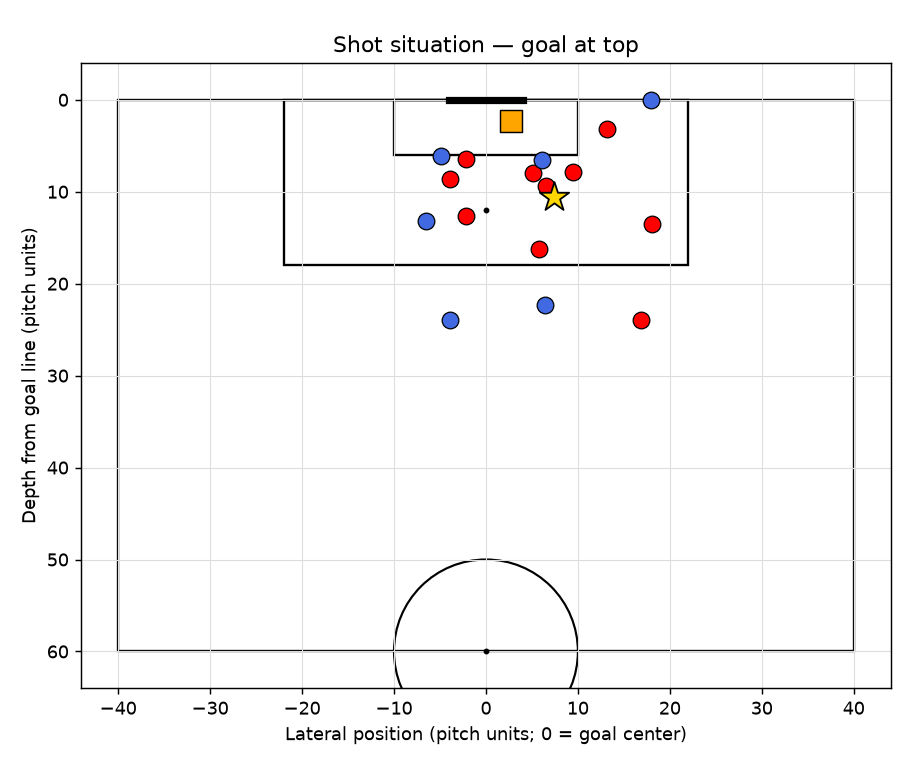 Shot situation — goal at top
Depth from goal line (pitch units)
0
10
20
30
40
50
60
−40 −30 −20 −10 0 10 20 30 40
Lateral position (pitch units; 0 = goal center)